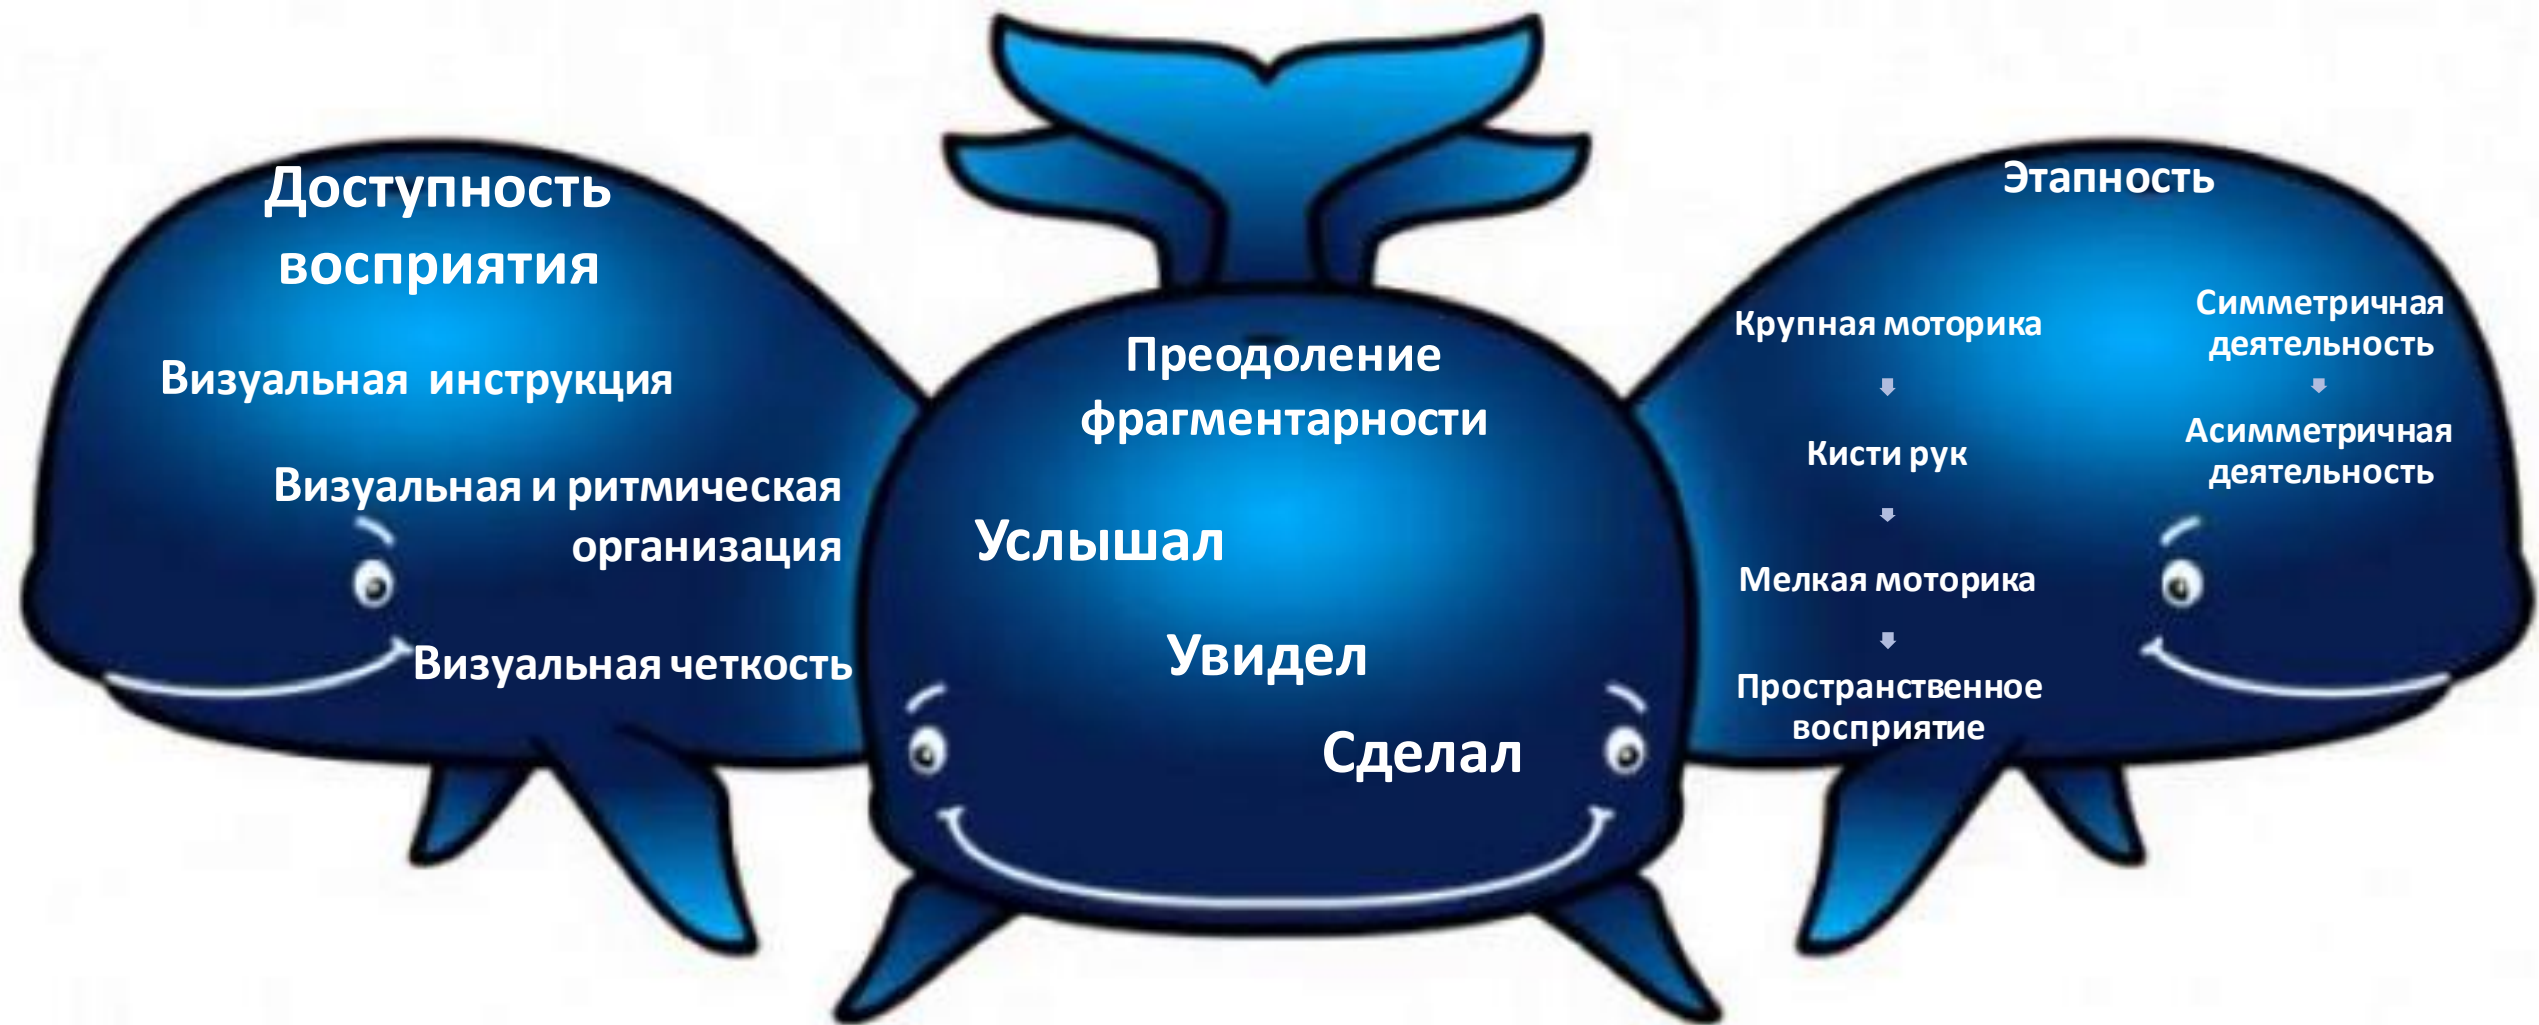 Доступность
восприятия
Визуальная инструкция
Визуальная и ритмическая
организация
Визуальная четкость
Преодоление
фрагментарности
Услышал
Увидел
Сделал
Этапность
Крупная моторика
Кисти рук
Мелкая моторика
Пространственное
восприятие
Симметричная
деятельность
Асимметричная
деятельность